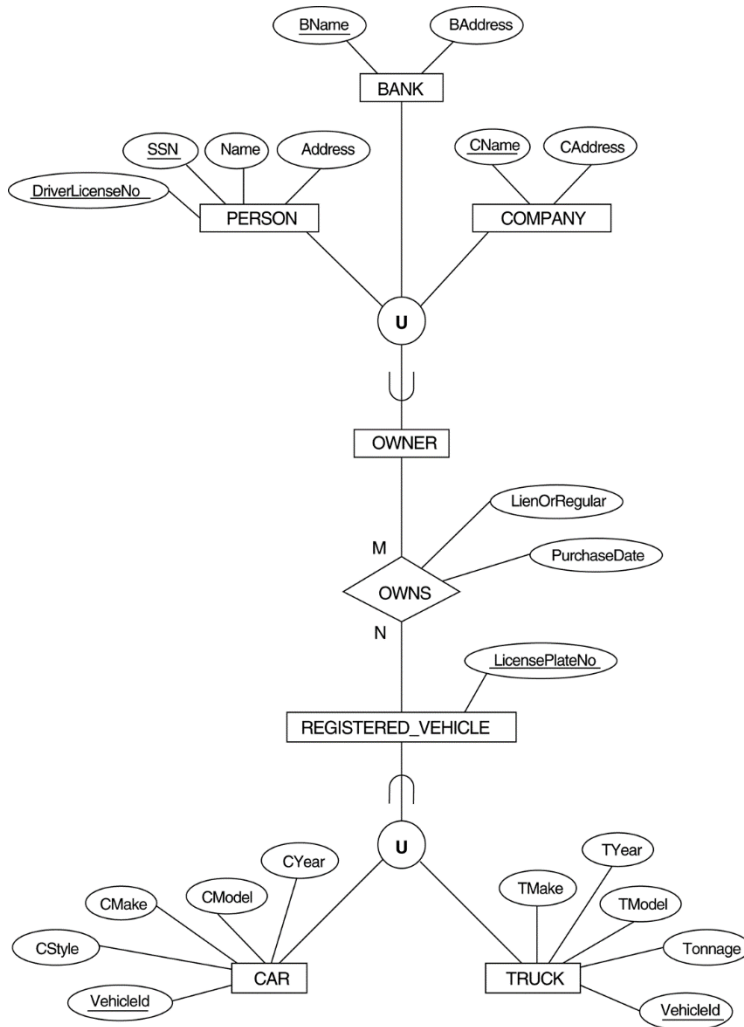 BName
BAddress
BANK
SSN
Name
Address
CName
CAddress
DriverLicenseNo
PERSON
COMPANY
U
OWNER
LienOrRegular
M
PurchaseDate
OWNS
N
LicensePlateNo
REGISTERED_VEHICLE
U
CYear
TYear
CModel
TMake
CMake
TModel
CStyle
Tonnage
CAR
TRUCK
VehicleId
VehicleId